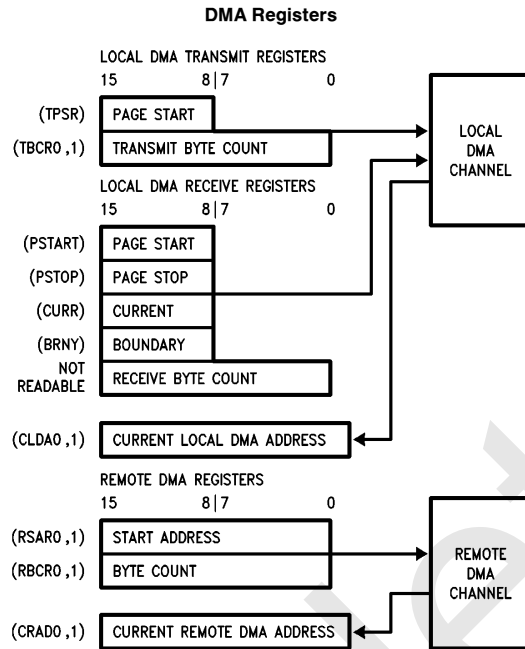 DMA Registers
LOCAL DMA TRANSMIT REGISTERS
15 8|7 0
(TPSR) PAGE START
(TBCR0,1) TRANSMIT BYTE COUNT
LOCAL DMA CHANNEL
LOCAL DMA RECEIVE REGISTERS
15 8|7 0
(PSTART) PAGE START
(PSTOP) PAGE STOP
(CURR) CURRENT
(BRNY) BOUNDARY
NOT READABLE RECEIVE BYTE COUNT
(CLDA0,1) CURRENT LOCAL DMA ADDRESS
REMOTE DMA REGISTERS
15 8|7 0
(RSAR0,1) START ADDRESS
(RBCR0,1) BYTE COUNT
REMOTE DMA CHANNEL
(CRAD0,1) CURRENT REMOTE DMA ADDRESS